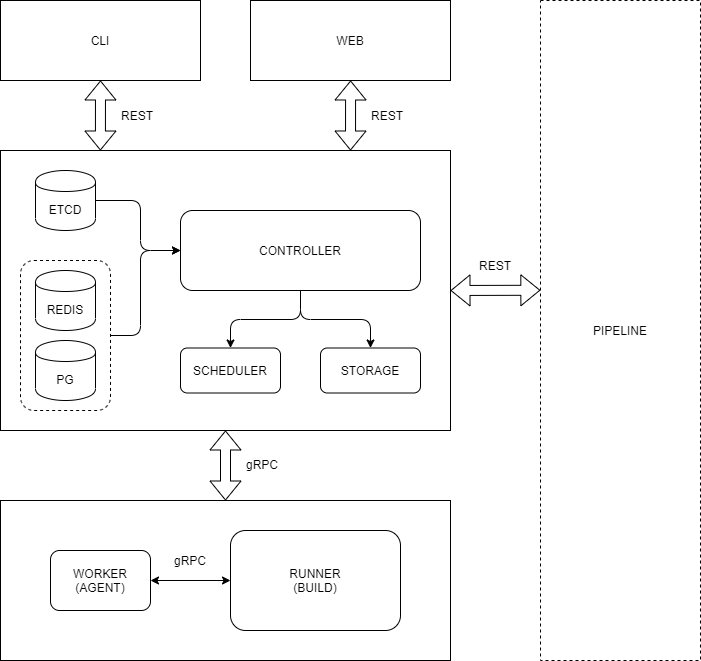 CLI
WEB
REST
REST
ETCD
CONTROLLER
REST
REDIS
PIPELINE
SCHEDULER
STORAGE
PG
gRPC
gRPC
WORKER
(AGENT)
RUNNER
(BUILD)